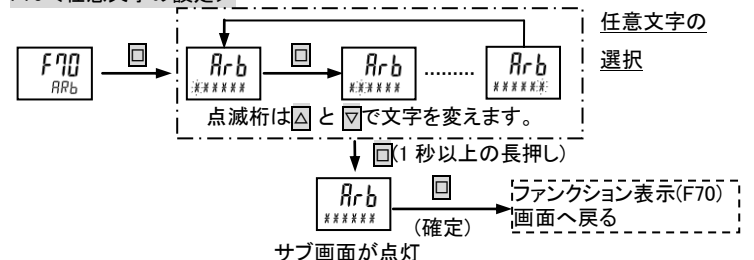 任意文字の
選択
F70
ARb
□
Arb
******
□
Arb
******
.........
Arb
******
点滅桁は△ と ▽で文字を変えます。
□(1 秒以上の長押し)
Arb
******
□
(確定)
ファンクション表示(F70)
画面へ戻る
サブ画面が点灯